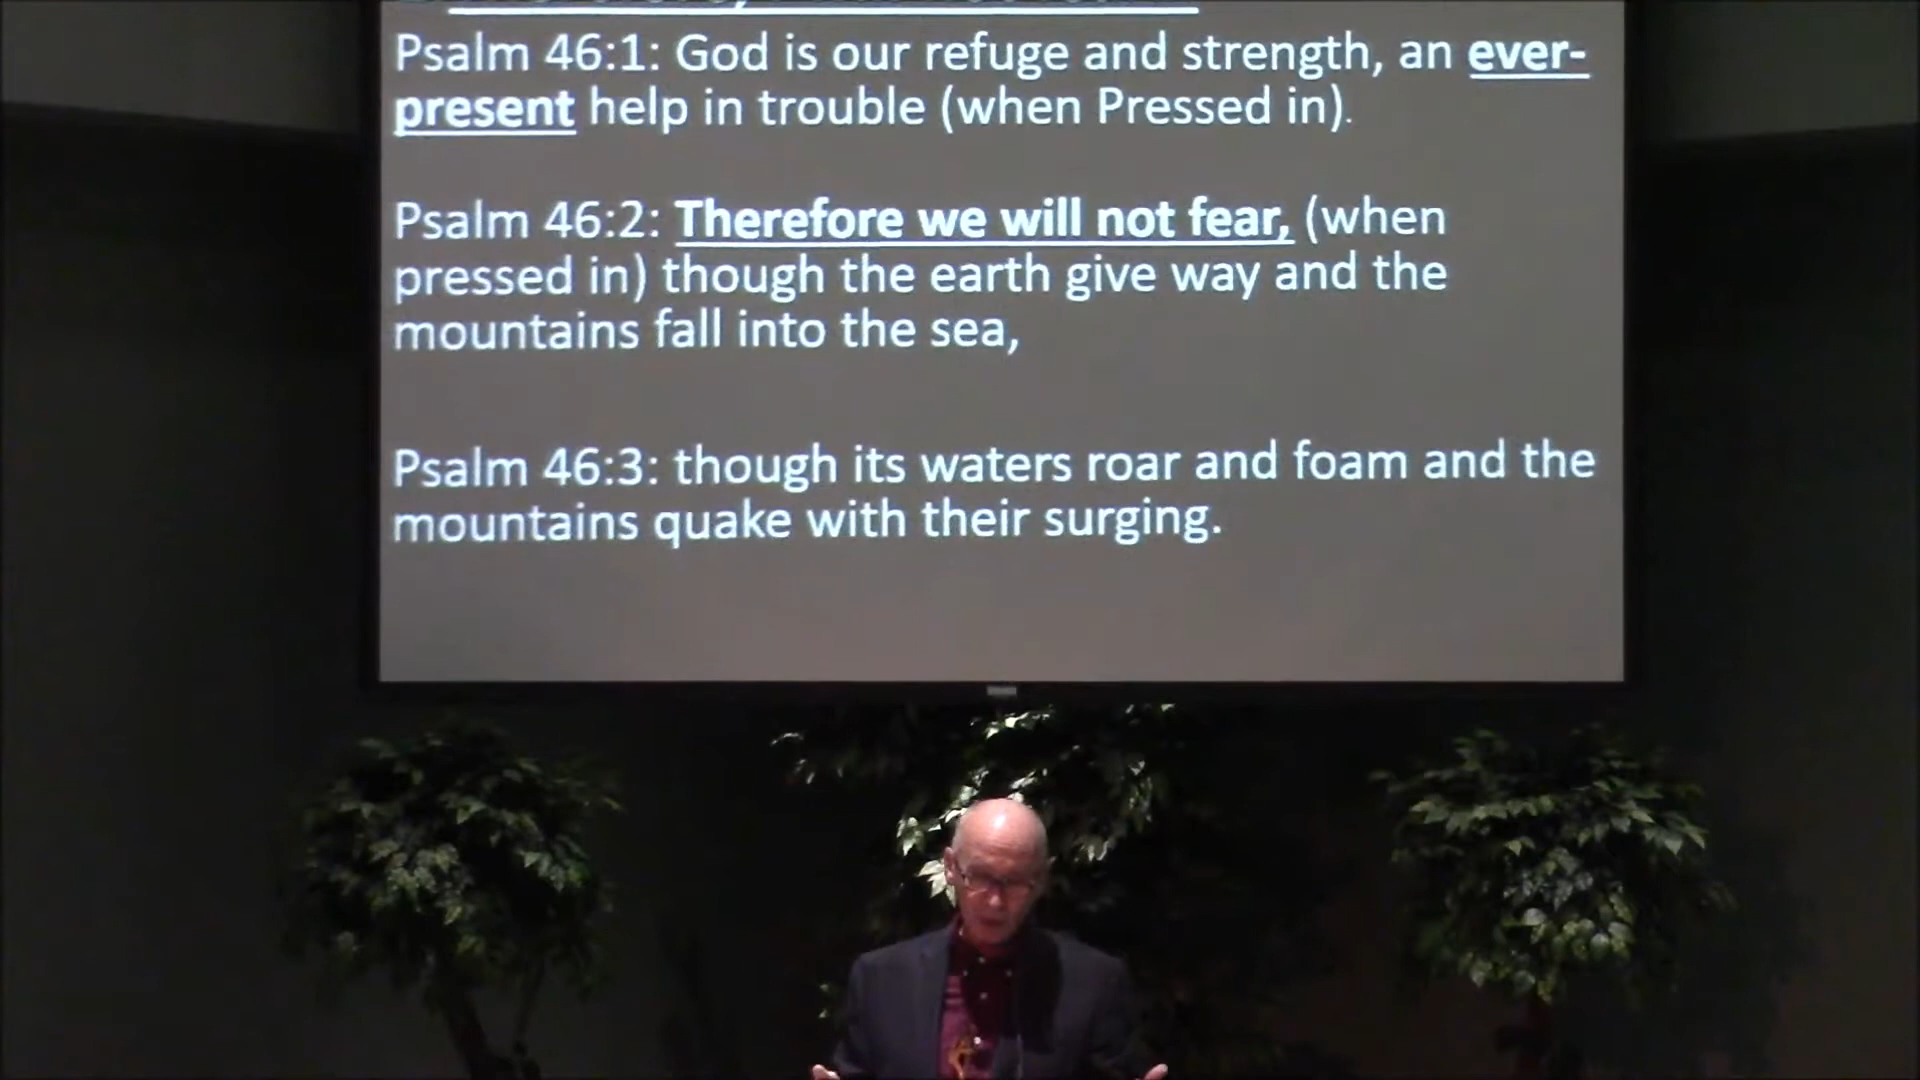 Psalm 46:1: God is our refuge and strength, an ever-
present help in trouble (when Pressed in).
Psalm 46:2: Therefore we will not fear, (when
pressed in) though the earth give way and the
mountains fall into the sea,
Psalm 46:3: though its waters roar and foam and the
mountains quake with their surging.